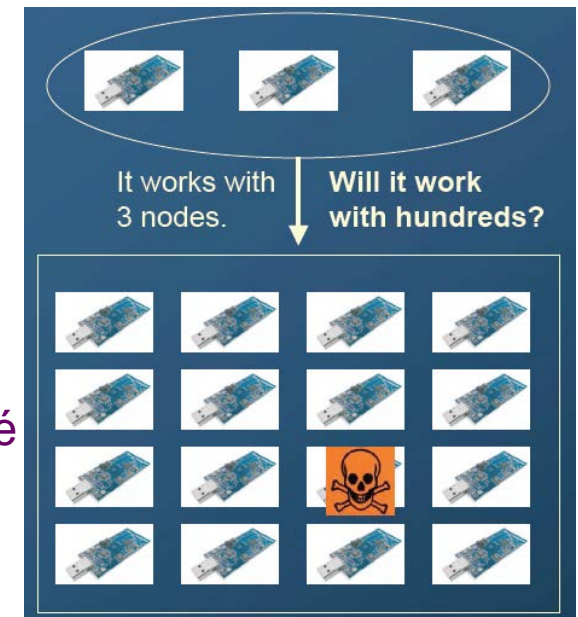 It works with
3 nodes.
Will it work
with hundreds?
é